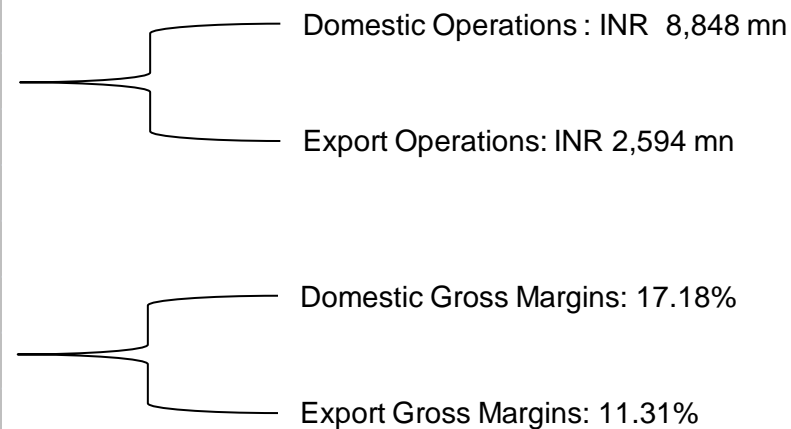 Domestic Operations : INR 8,848 mn
Export Operations: INR 2,594 mn
Domestic Gross Margins: 17.18%
Export Gross Margins: 11.31%